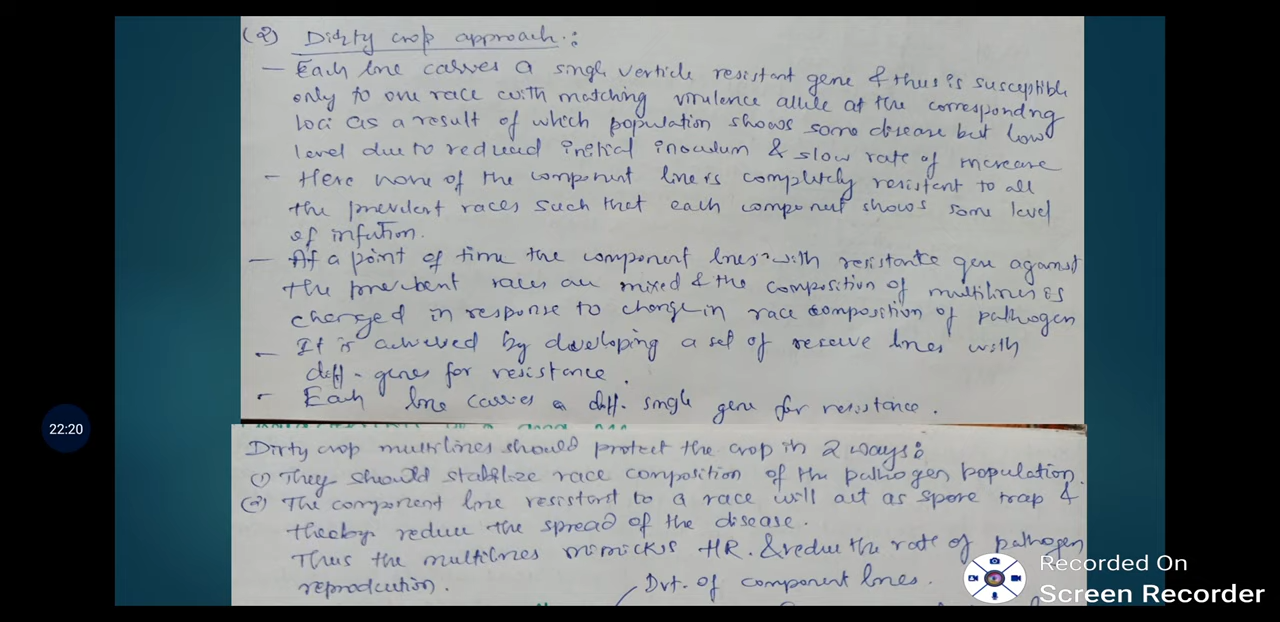 (2) Dirty crop approach :
— Each line carries a single verticle resistant gene & thus is susceptible
only to one race with matching virulence allele at the corresponding
loci as a result of which population shows some disease but low
level due to reduced initial inoculum & slow rate of increase
- Here none of the component line is completely resistant to all
the prevelent races such that each component shows some level
of infection.
— At a point of time the component lines with resistance gene against
the prevelent races are mixed & the composition of multilines is
changed in response to change in race composition of pathogen
— It is achieved by developing a set of reserve lines with
diff. genes for resistance.
- Each line carries a diff. single gene for resistance.
22:20
Dirty crop multilines should protect the crop in 2 ways:
(1) They should stabilize race composition of the pathogen population.
(2) The component line resistant to a race will act as spore trap &
thereby reduce the spread of the disease.
Thus the multilines mimicks HR. & reduce the rate of pathogen
reproduction.
Dvt. of component lines.
Recorded On
Screen Recorder